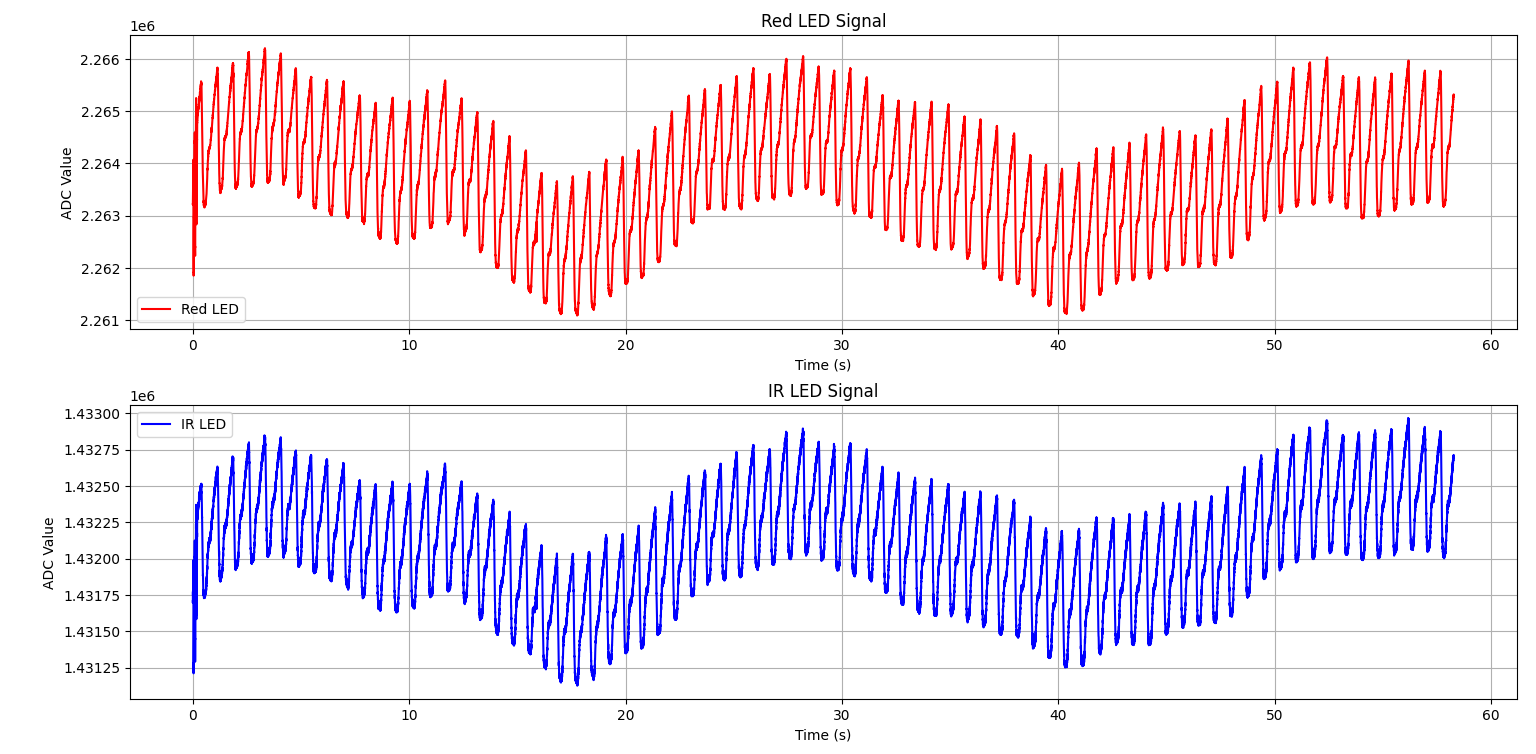 Red LED Signal
1e6
2.266
2.265
2.264
2.263
2.262
2.261
ADC Value
Red LED
0 10 20 30 40 50 60
Time (s)
IR LED Signal
1e6
1.43300
1.43275
1.43250
1.43225
1.43200
1.43175
1.43150
1.43125
ADC Value
IR LED
0 10 20 30 40 50 60
Time (s)